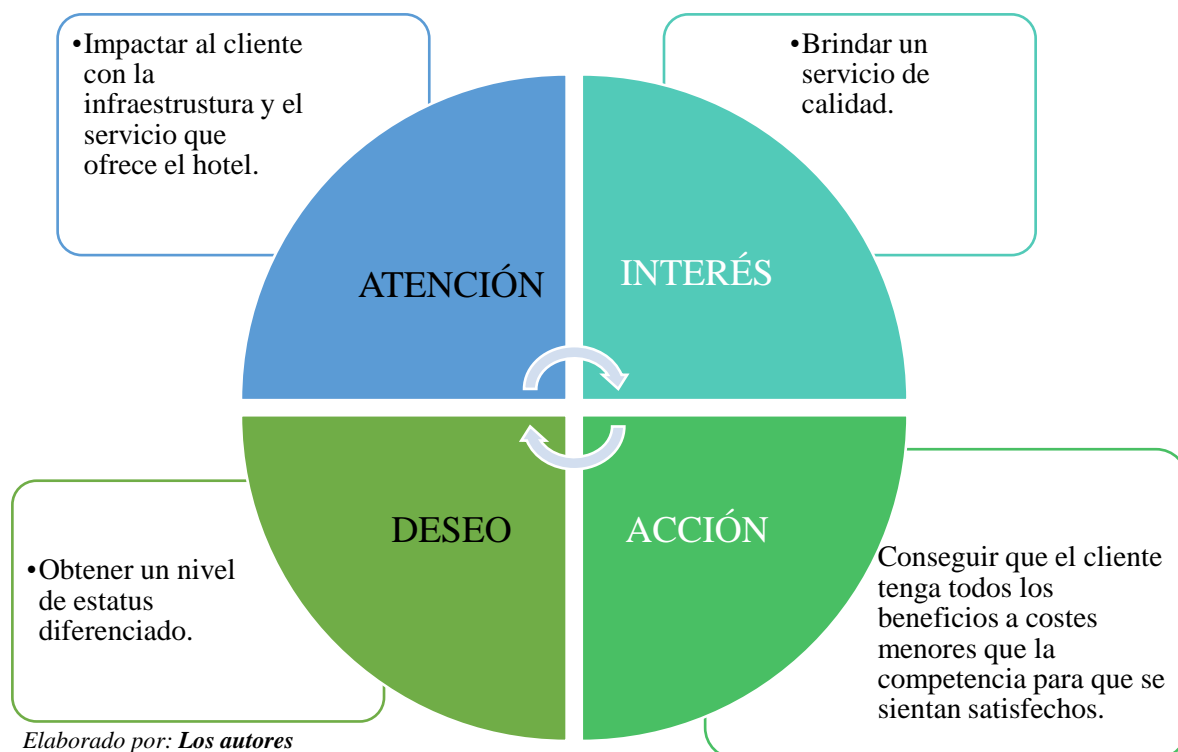 •Impactar al cliente
con la
infraestrustura y el
servicio que
ofrece el hotel.
•Brindar un
servicio de
calidad.
ATENCIÓN
INTERÉS
DESEO
ACCIÓN
•Obtener un nivel
de estatus
diferenciado.
Conseguir que el cliente
tenga todos los
beneficios a costes
menores que la
competencia para que se
sientan satisfechos.
Elaborado por: Los autores